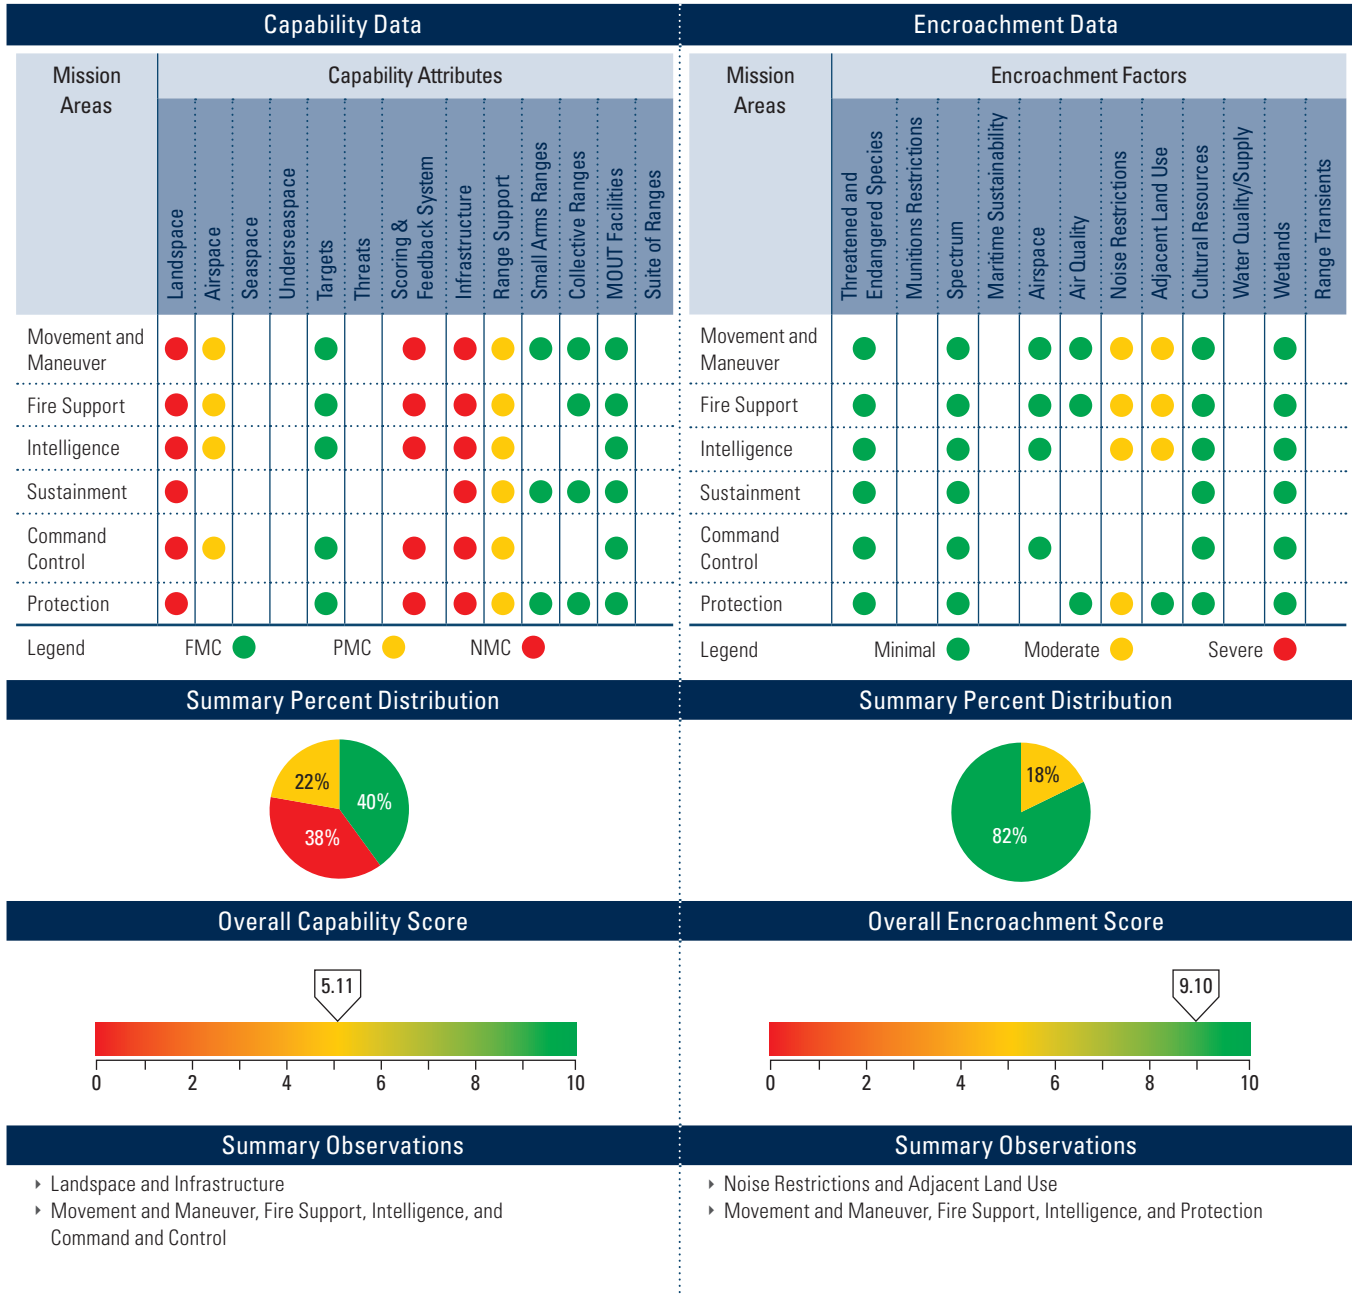 Capability Data
Mission
Areas
Capability Attributes
Landspace
Airspace
Seaspace
Underseaspace
Targets
Threats
Scoring &
Feedback System
Infrastructure
Range Support
Small Arms Ranges
Collective Ranges
MOUT Facilities
Suite of Ranges
Movement and
Maneuver
Fire Support
Intelligence
Sustainment
Command
Control
Protection
Legend FMC PMC NMC
Summary Percent Distribution
22%
40%
38%
Overall Capability Score
5.11
0 2 4 6 8 10
Summary Observations
‣ Landspace and Infrastructure
‣ Movement and Maneuver, Fire Support, Intelligence, and
Command and Control
Encroachment Data
Mission
Areas
Encroachment Factors
Threatened and
Endangered Species
Munitions Restrictions
Spectrum
Maritime Sustainability
Airspace
Air Quality
Noise Restrictions
Adjacent Land Use
Cultural Resources
Water Quality/Supply
Wetlands
Range Transients
Movement and
Maneuver
Fire Support
Intelligence
Sustainment
Command
Control
Protection
Legend Minimal Moderate Severe
Summary Percent Distribution
18%
82%
Overall Encroachment Score
9.10
0 2 4 6 8 10
Summary Observations
‣ Noise Restrictions and Adjacent Land Use
‣ Movement and Maneuver, Fire Support, Intelligence, and Protection